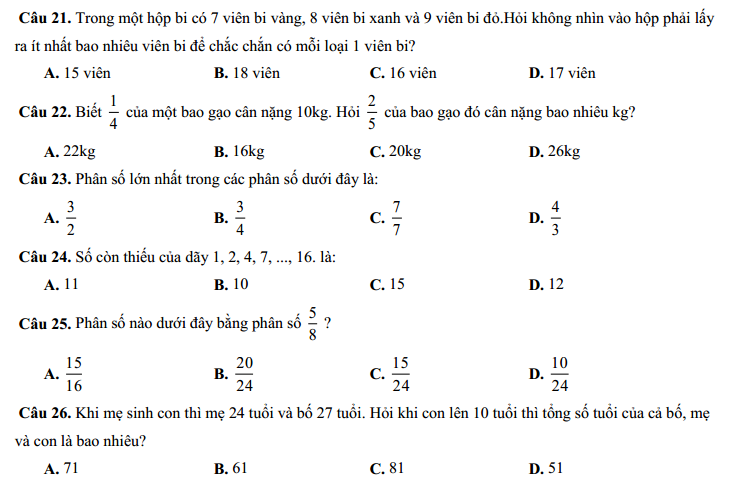 Câu 21. Trong một hộp bi có 7 viên bi vàng, 8 viên bi xanh và 9 viên bi đỏ.Hỏi không nhìn vào hộp phải lấy
ra ít nhất bao nhiêu viên bi để chắc chắn có mỗi loại 1 viên bi?
A. 15 viên B. 18 viên C. 16 viên D. 17 viên
Câu 22. Biết 1/4 của một bao gạo cân nặng 10kg. Hỏi 2/5 của bao gạo đó cân nặng bao nhiêu kg?
A. 22kg B. 16kg C. 20kg D. 26kg
Câu 23. Phân số lớn nhất trong các phân số dưới đây là:
A. 3/2 B. 3/4 C. 7/7 D. 4/3
Câu 24. Số còn thiếu của dãy 1, 2, 4, 7, ..., 16. là:
A. 11 B. 10 C. 15 D. 12
Câu 25. Phân số nào dưới đây bằng phân số 5/8 ?
A. 15/16 B. 20/24 C. 15/24 D. 10/24
Câu 26. Khi mẹ sinh con thì mẹ 24 tuổi và bố 27 tuổi. Hỏi khi con lên 10 tuổi thì tổng số tuổi của cả bố, mẹ
và con là bao nhiêu?
A. 71 B. 61 C. 81 D. 51